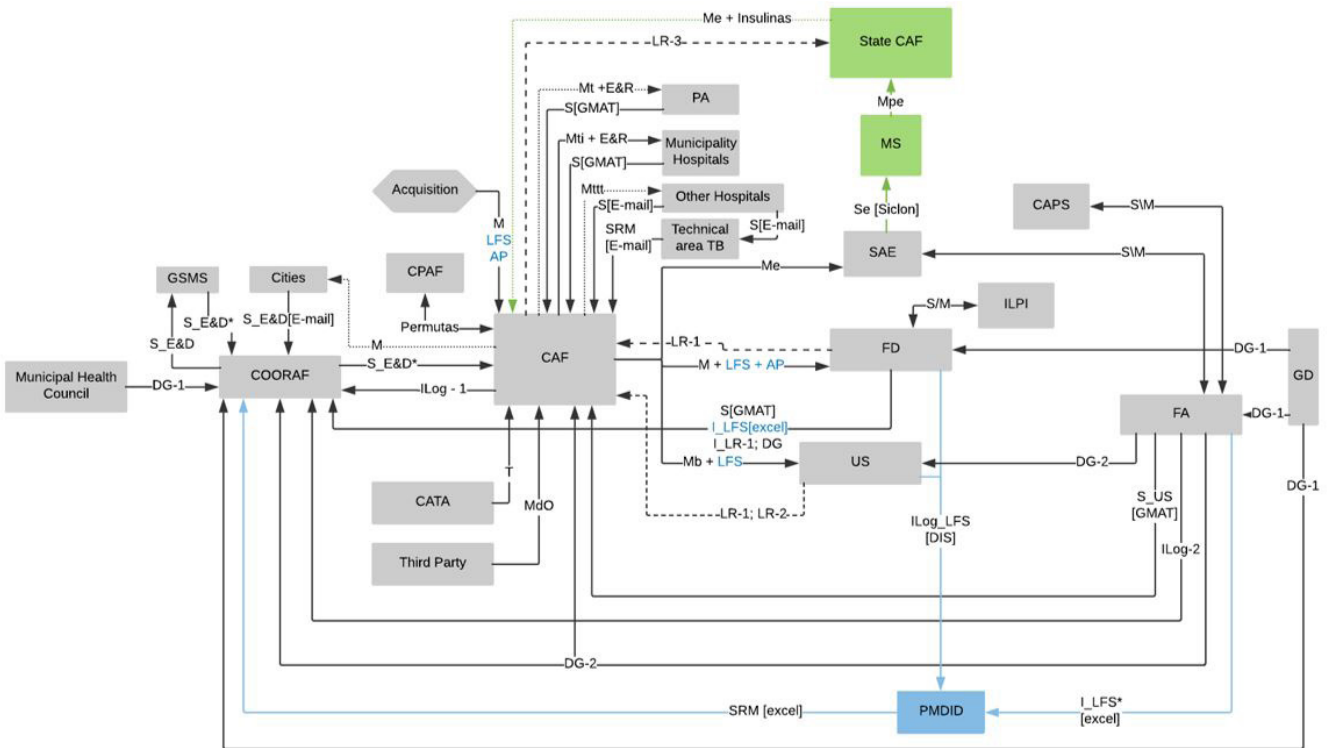 Me + Insulinas
State CAF
LR-3
Mt +E&R
PA
S[GMAT]
Mpe
Mti + E&R
Municipality
Hospitals
MS
S[GMAT]
Acquisition
Mttt
Other Hospitals
CAPS
S\M
S[E-mail]
Se [Siclon]
M
LFS
AP
SRM
[E-mail]
Technical
area TB
S[E-mail]
SAE
S\M
CPAF
Me
GSMS
Cities
ILPI
S/M
S_E&D*
S_E&D[E-mail]
Permutas
S_E&D
M
LR-1
FD
DG-1
CAF
Municipal Health
Council
DG-1
COORAF
S_E&D*
M + LFS + AP
GD
ILog - 1
S[GMAT]
I_LFS[excel]
I_LR-1; DG
FA
DG-1
Mb + LFS
US
DG-2
T
DG-1
CATA
MdO
LR-1; LR-2
S_US
[GMAT]
ILog_LFS
[DIS]
ILog-2
Third Party
DG-2
SRM [excel]
PMDID
I_LFS*
[excel]